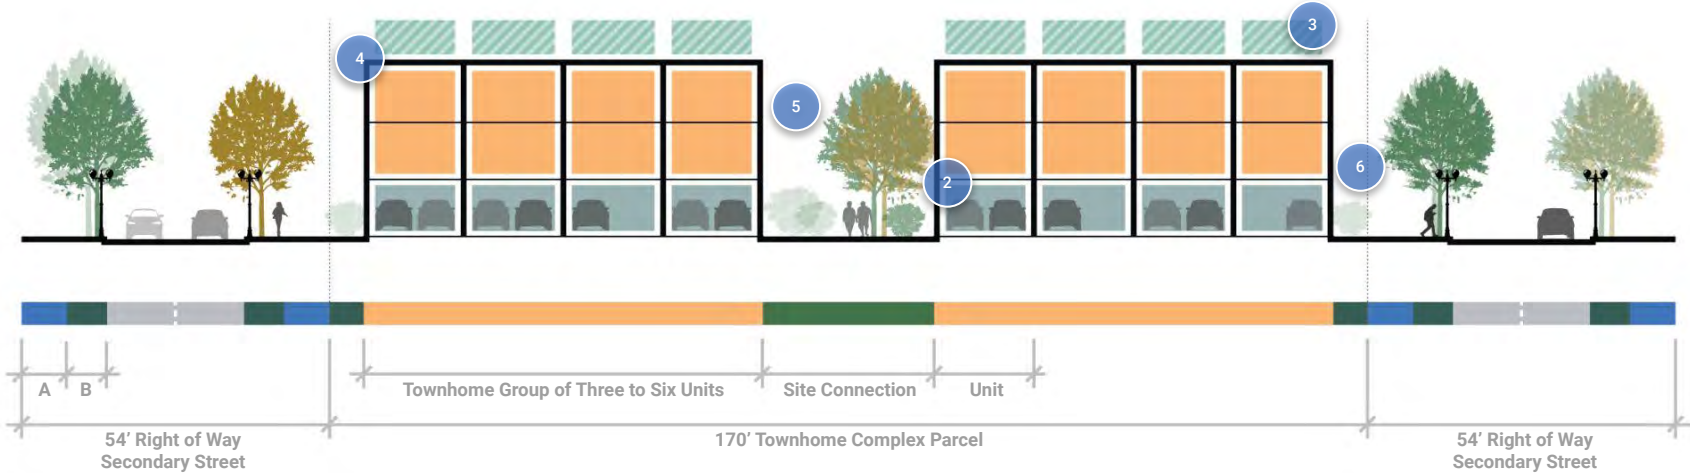 3
4
5
6
2
A
B
Townhome Group of Three to Six Units
Site Connection
Unit
54’ Right of Way
Secondary Street
170’ Townhome Complex Parcel
54’ Right of Way
Secondary Street